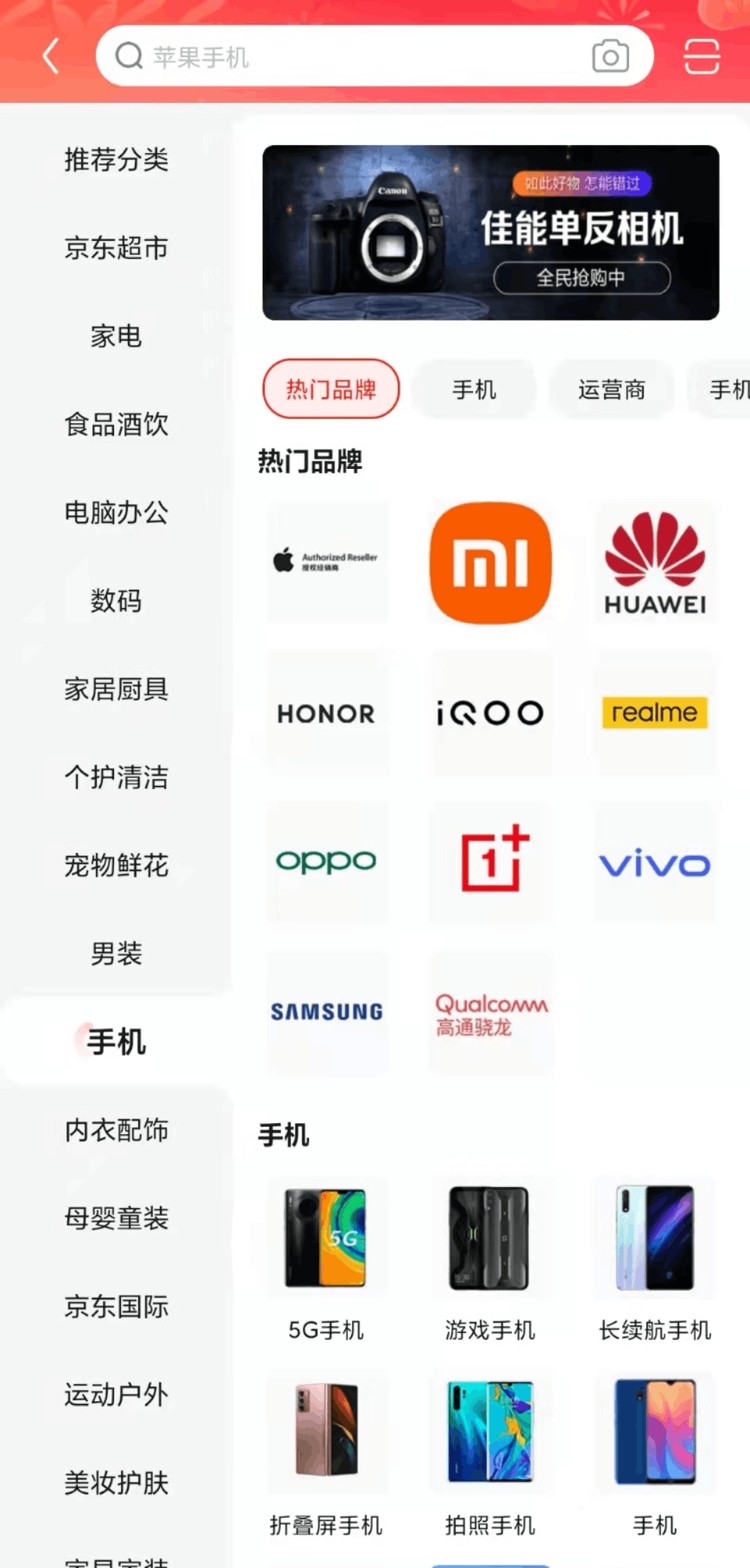 苹果手机
推荐分类
京东超市
家电
食品酒饮
电脑办公
数码
家居厨具
个护清洁
宠物鲜花
男装
手机
内衣配饰
母婴童装
京东国际
运动户外
美妆护肤
Canon
如此好物 怎能错过
佳能单反相机
全民抢购中
热门品牌
手机
运营商
手机
热门品牌
Authorized Reseller
授权经销商
mi
HUAWEI
HONOR
iQOO
realme
oppo
1+
vivo
SAMSUNG
Qualcomm
高通骁龙
手机
5G
5G手机
游戏手机
长续航手机
折叠屏手机
拍照手机
手机